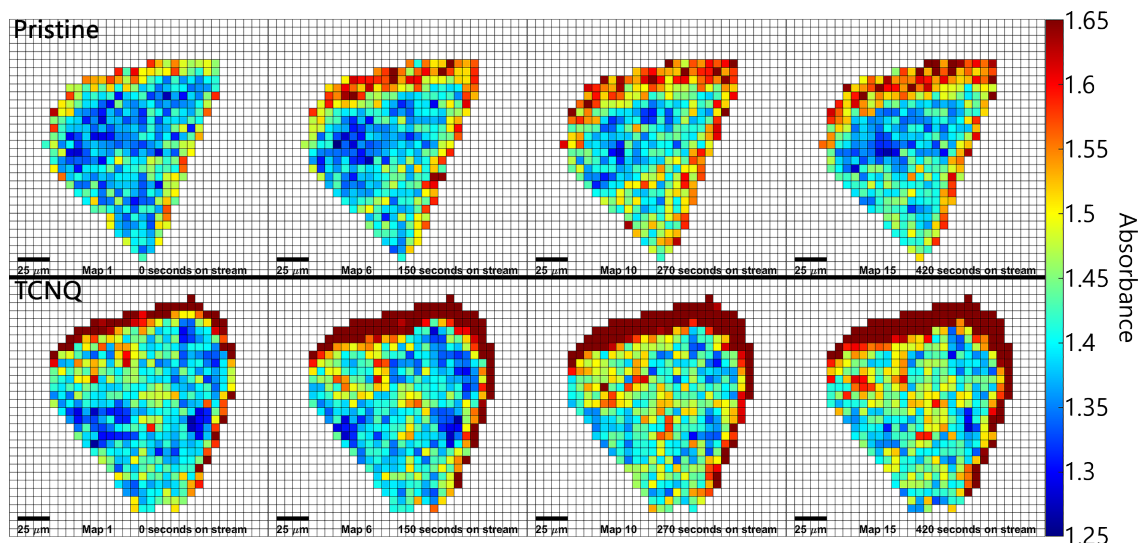 Pristine
25 μm Map 1 0 seconds on stream
25 μm Map 6 150 seconds on stream
25 μm Map 10 270 seconds on stream
25 μm Map 15 420 seconds on stream
TCNQ
25 μm Map 1 0 seconds on stream
25 μm Map 6 150 seconds on stream
25 μm Map 10 270 seconds on stream
25 μm Map 15 420 seconds on stream
1.65
1.6
1.55
1.5
1.45
1.4
1.35
1.3
1.25
Absorbance